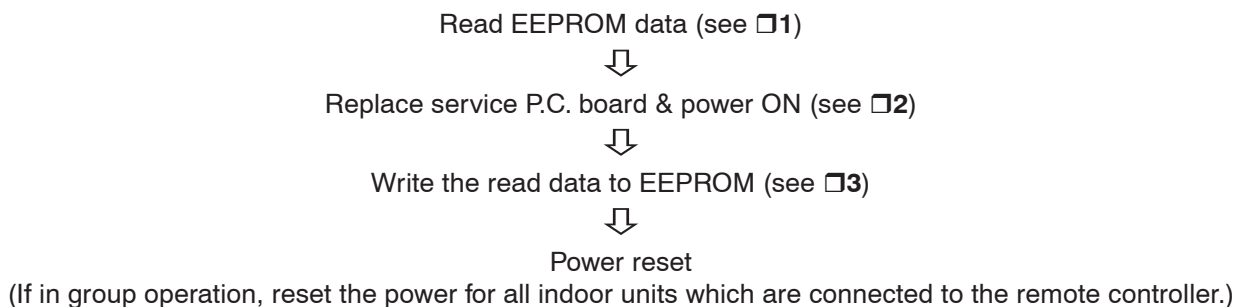 Read EEPROM data (see ❒1)
⇩
Replace service P.C. board & power ON (see ❒2)
⇩
Write the read data to EEPROM (see ❒3)
⇩
Power reset
(If in group operation, reset the power for all indoor units which are connected to the remote controller.)